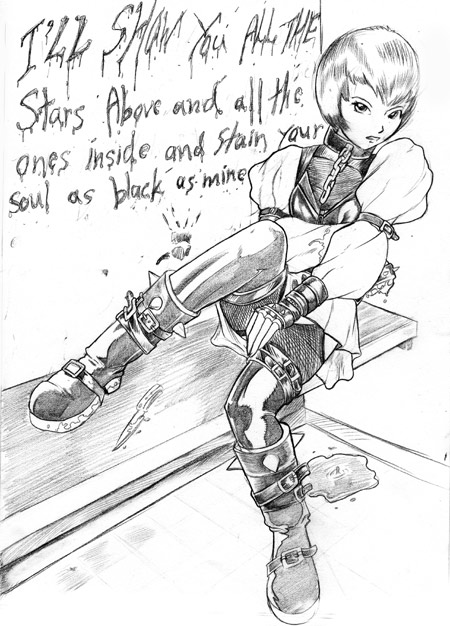 I'LL SHOW You All THE
Stars Above and all the
ones inside and stain your
soul as black as mine